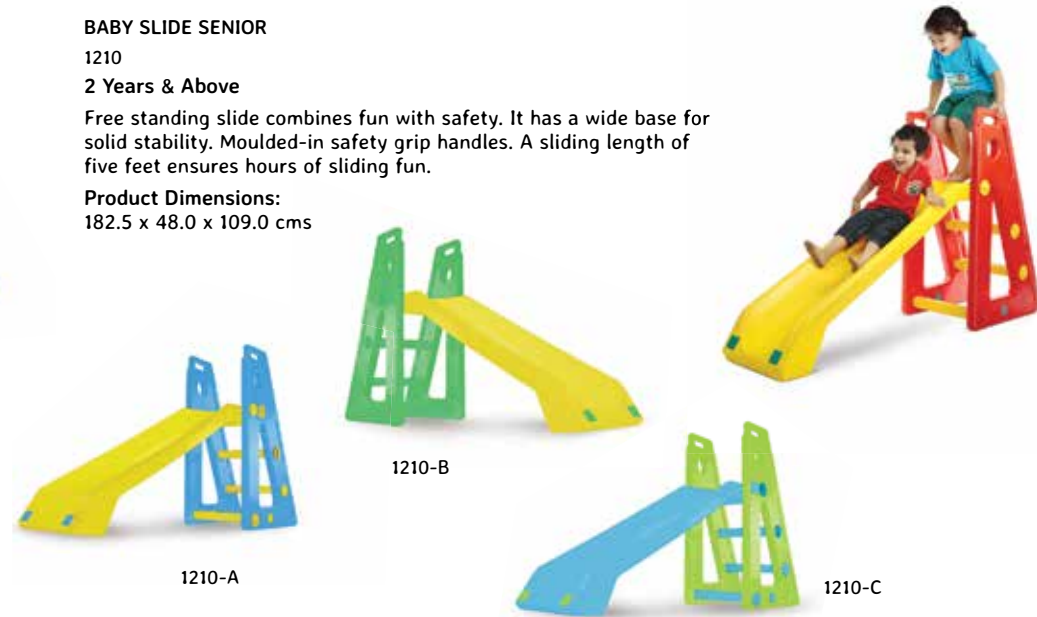 BABY SLIDE SENIOR
1210
2 Years & Above
Free standing slide combines fun with safety. It has a wide base for
solid stability. Moulded-in safety grip handles. A sliding length of
five feet ensures hours of sliding fun.
Product Dimensions:
182.5 x 48.0 x 109.0 cms
1210-B
1210-A
1210-C